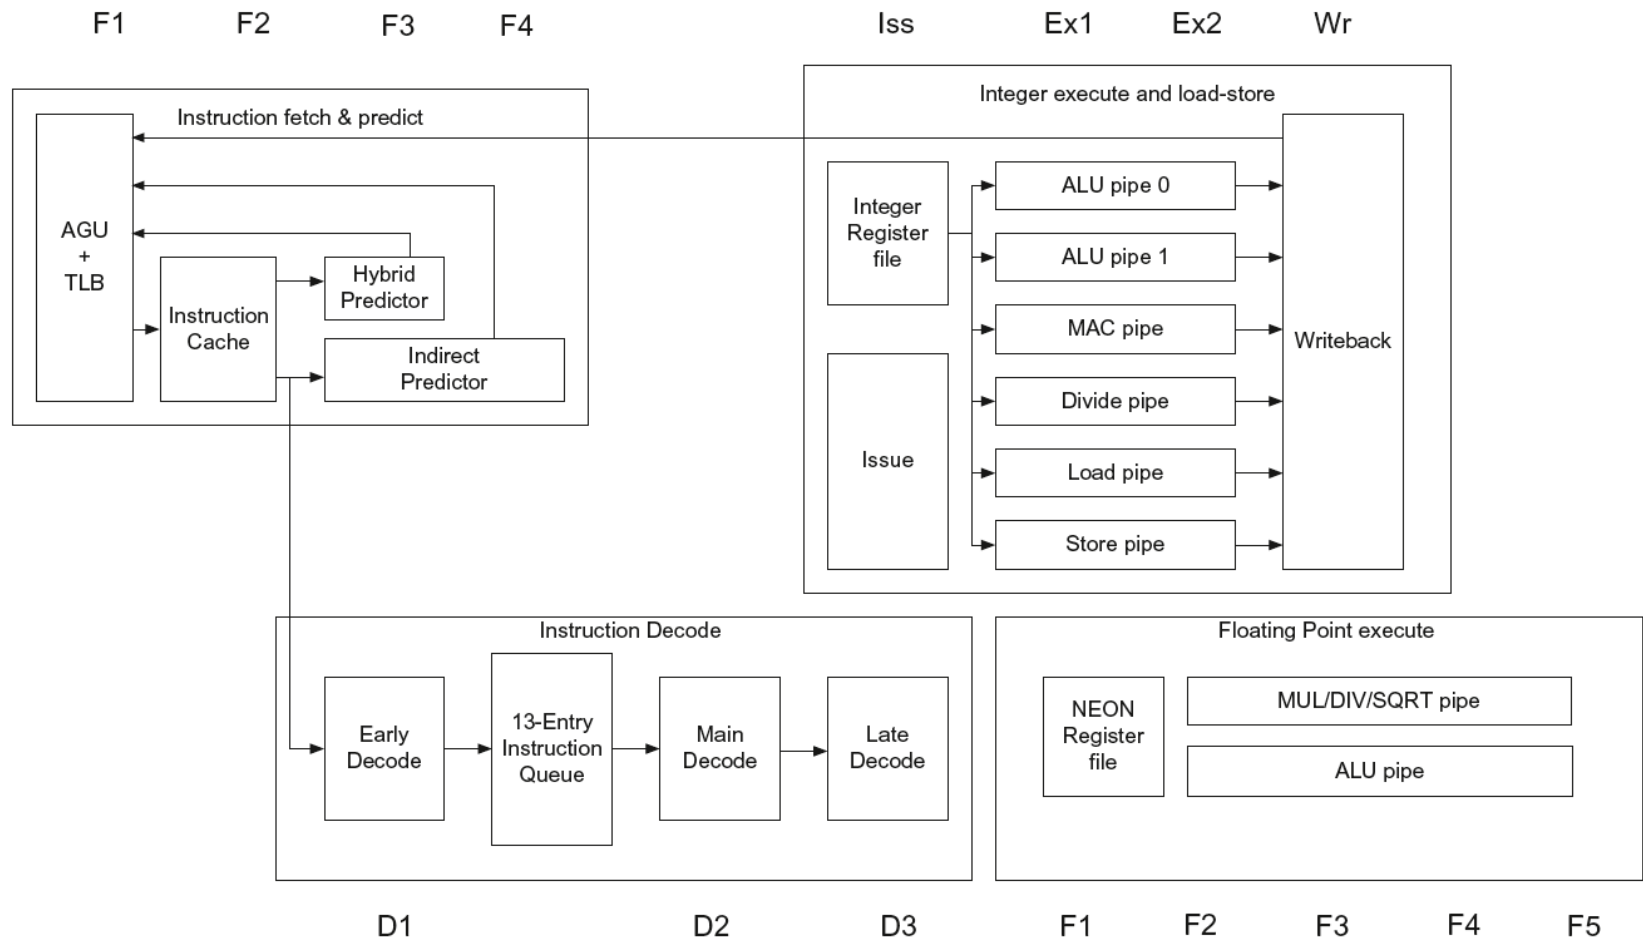 F1 F2 F3 F4 Iss Ex1 Ex2 Wr
Instruction fetch & predict
AGU
+
TLB
Instruction
Cache
Hybrid
Predictor
Indirect
Predictor
Integer execute and load-store
Integer
Register
file
Issue
ALU pipe 0
ALU pipe 1
MAC pipe
Divide pipe
Load pipe
Store pipe
Writeback
Instruction Decode
Early
Decode
13-Entry
Instruction
Queue
Main
Decode
Late
Decode
Floating Point execute
NEON
Register
file
MUL/DIV/SQRT pipe
ALU pipe
D1 D2 D3 F1 F2 F3 F4 F5